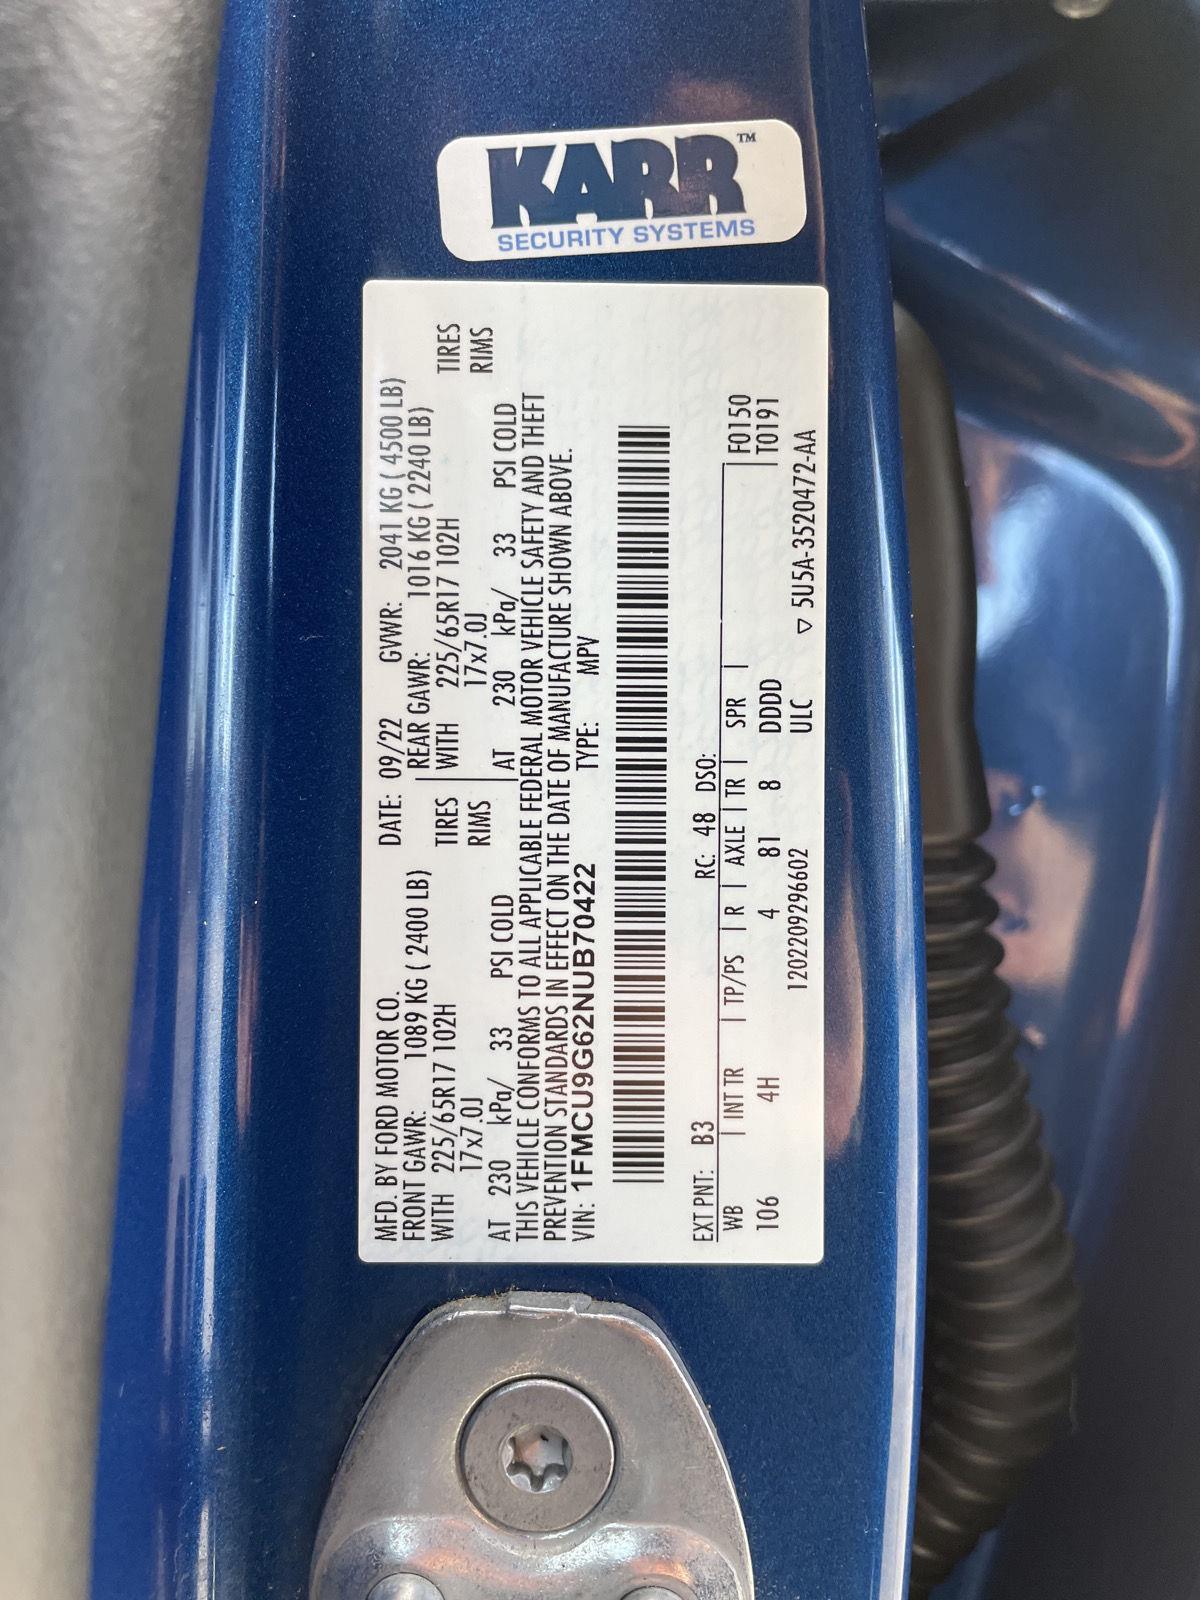 KARR™
SECURITY SYSTEMS
MFD. BY FORD MOTOR CO. DATE: 09/22 GVWR: 2041 KG ( 4500 LB)
FRONT GAWR: 1089 KG ( 2400 LB) REAR GAWR: 1016 KG ( 2240 LB)
WITH 225/65R17 102H TIRES WITH 225/65R17 102H TIRES
17x7.0J RIMS 17x7.0J RIMS
AT 230 kPa/ 33 PSI COLD AT 230 kPa/ 33 PSI COLD
THIS VEHICLE CONFORMS TO ALL APPLICABLE FEDERAL MOTOR VEHICLE SAFETY AND THEFT
PREVENTION STANDARDS IN EFFECT ON THE DATE OF MANUFACTURE SHOWN ABOVE.
VIN: 1FMCU9G62NUB70422 TYPE: MPV
EXT PNT: B3 RC: 48 DSO:
WB | INT TR | TP/PS | R | AXLE | TR | SPR | F0150
106 4H 4 81 8 DDDD T0191
120220929660​2 ULC ▽ 5U5A-3520472-AA